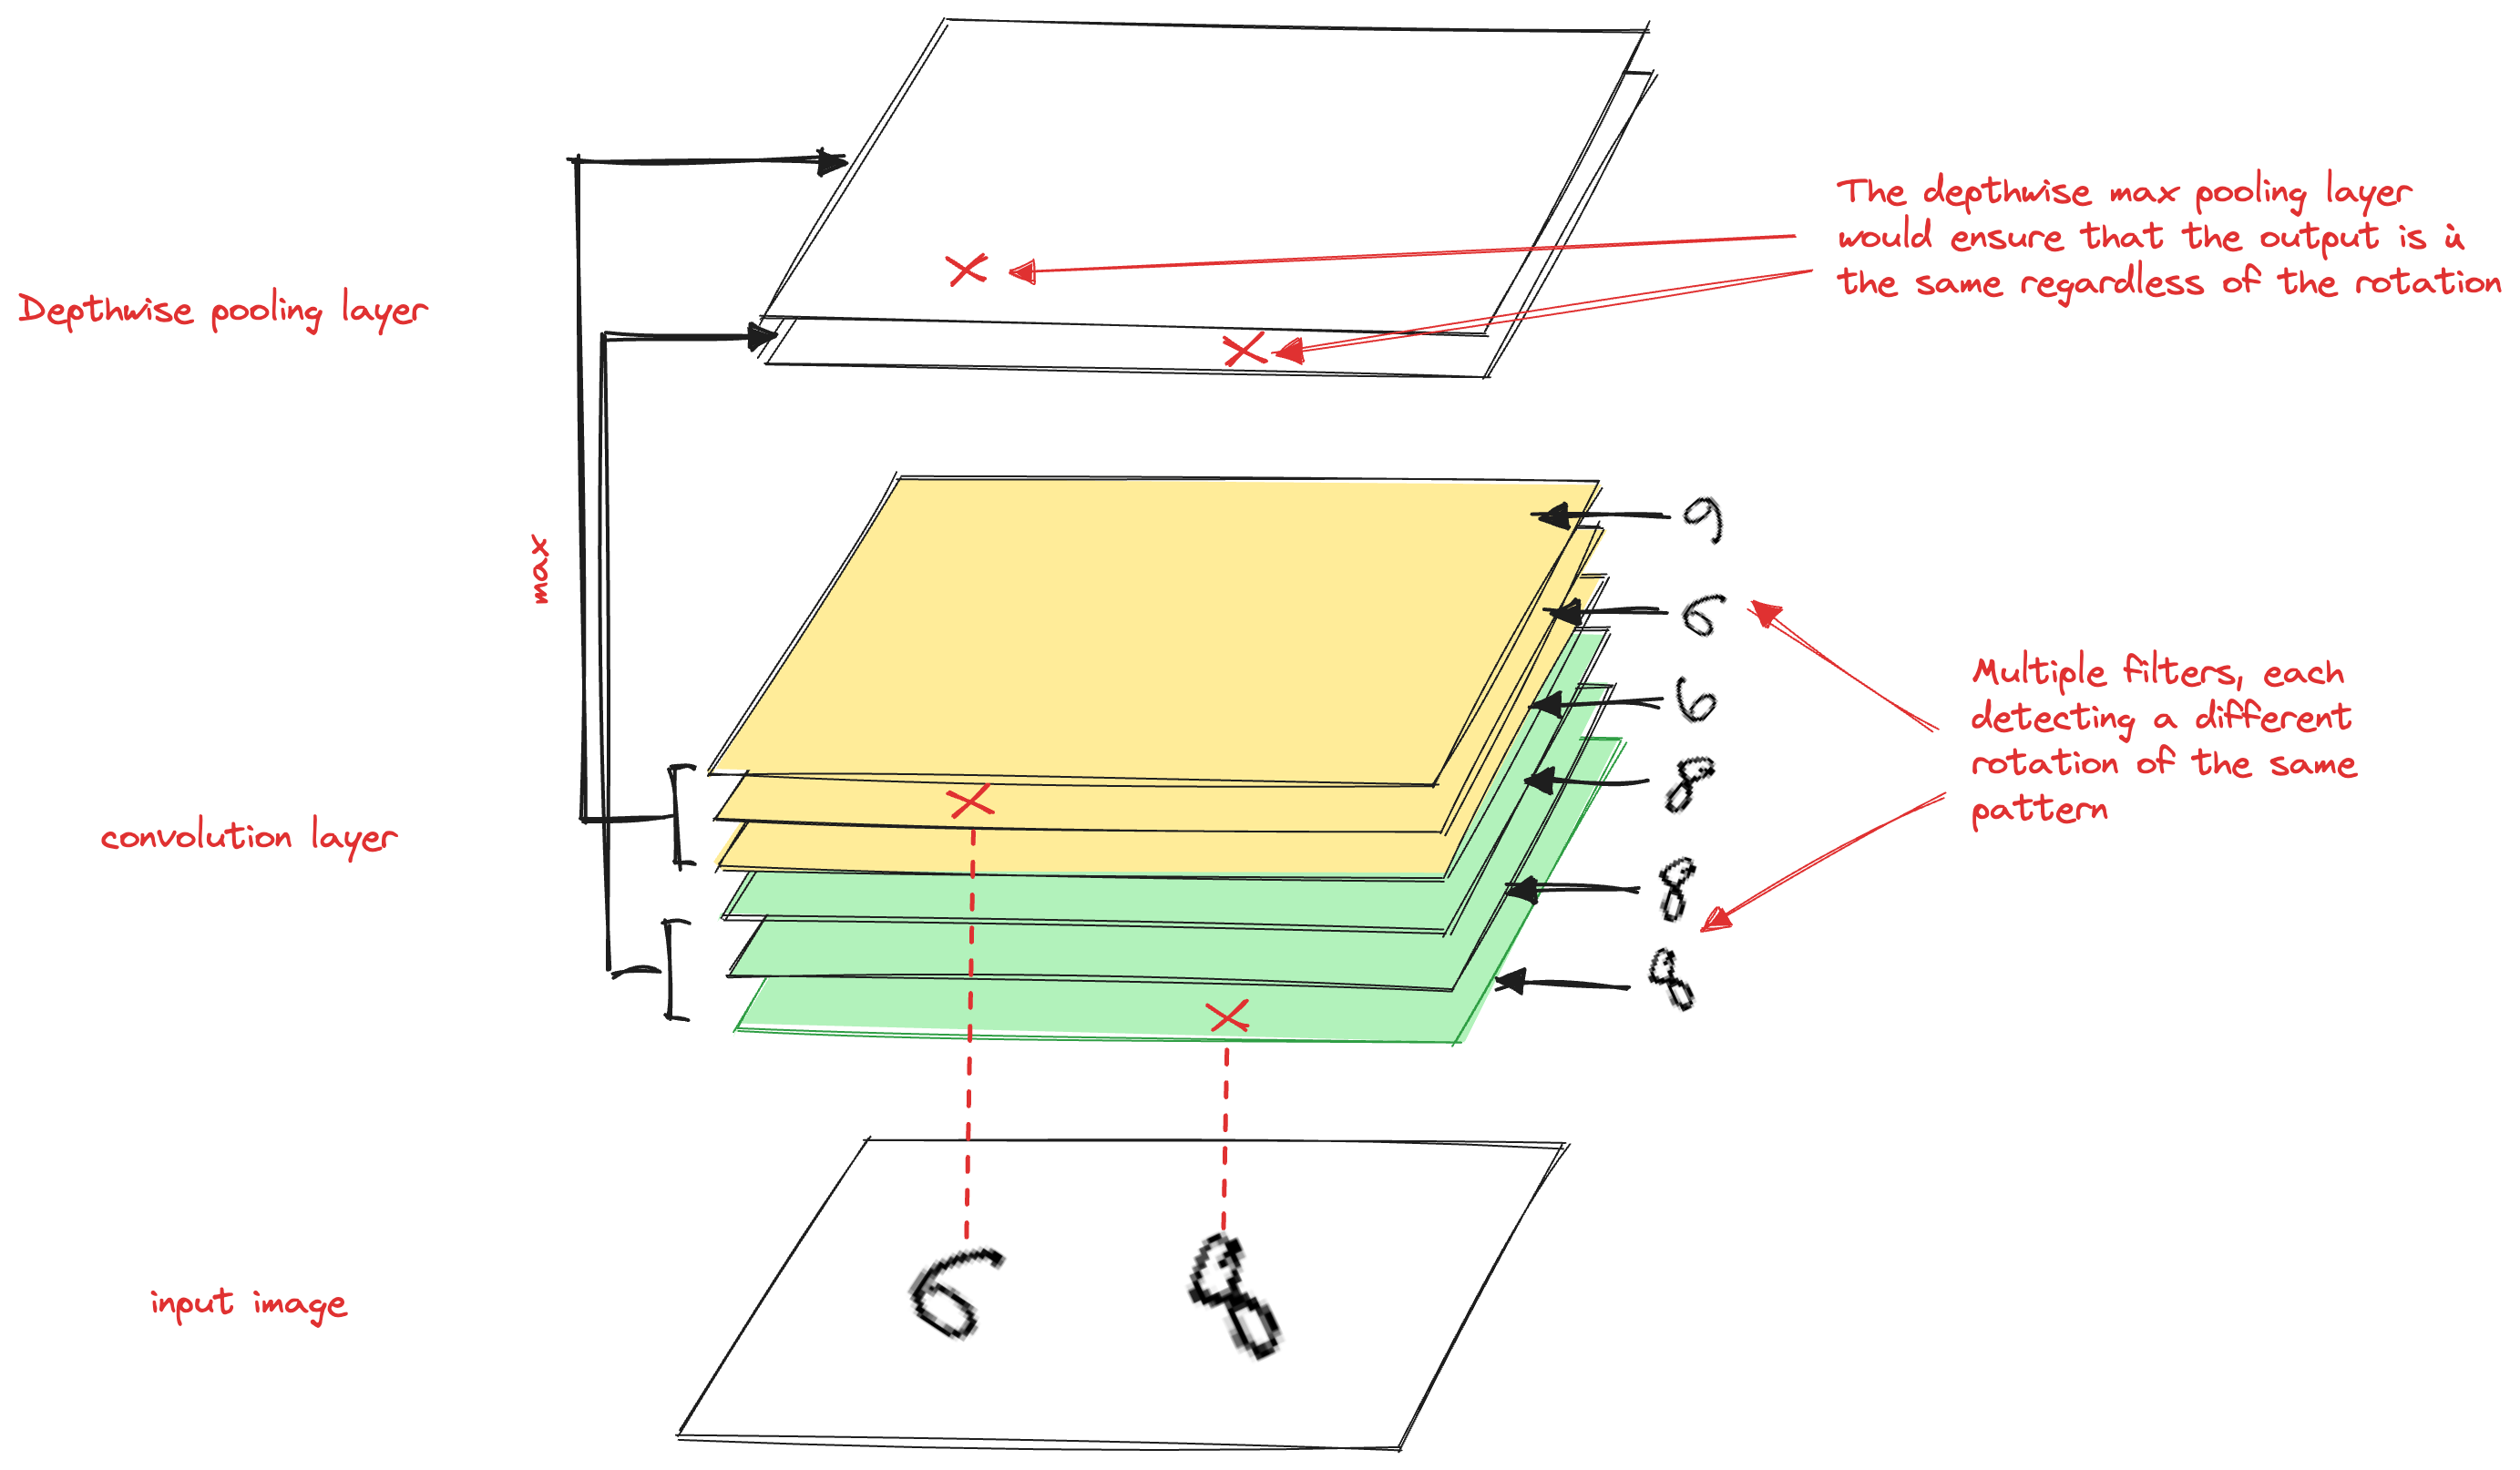 The depthwise max pooling layer
would ensure that the output is ù
the same regardless of the rotation
Depthwise pooling layer
max
9
6
6
8
8
8
Multiple filters, each
detecting a different
rotation of the same
pattern
convolution layer
input image
6 8